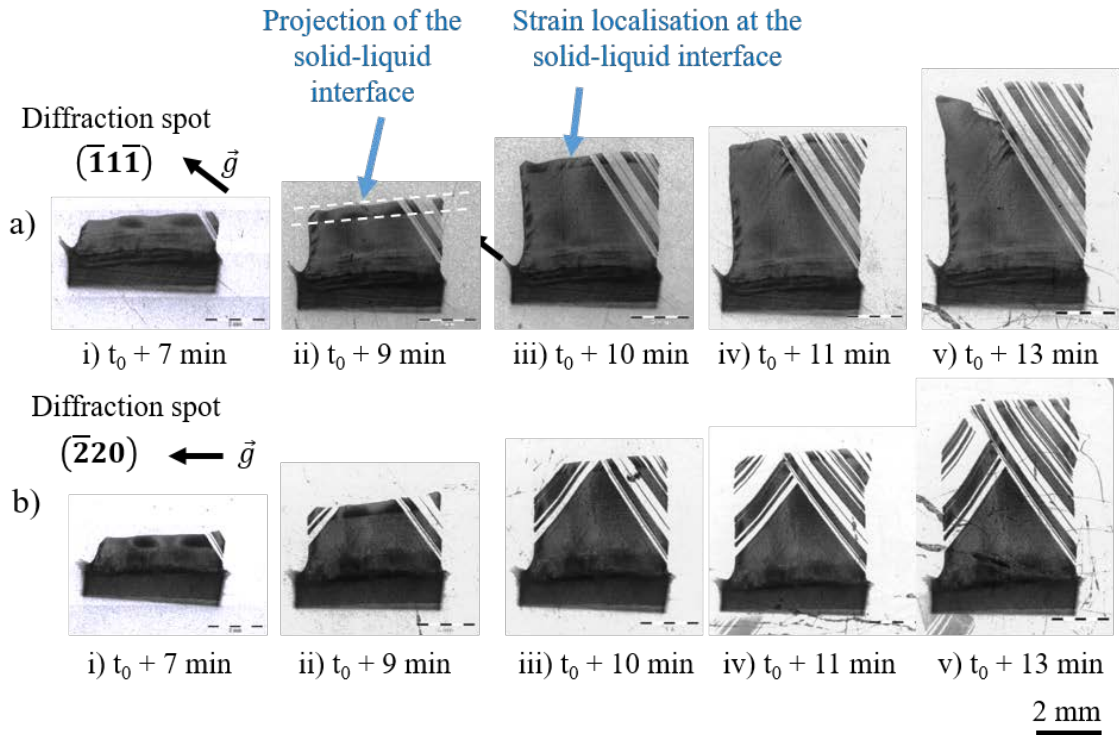 Projection of the
solid-liquid
interface
Strain localisation at the
solid-liquid interface
Diffraction spot
(1̅11̅) g⃗
a)
i) t₀ + 7 min
ii) t₀ + 9 min
iii) t₀ + 10 min
iv) t₀ + 11 min
v) t₀ + 13 min
Diffraction spot
(2̅20) g⃗
b)
i) t₀ + 7 min
ii) t₀ + 9 min
iii) t₀ + 10 min
iv) t₀ + 11 min
v) t₀ + 13 min
2 mm